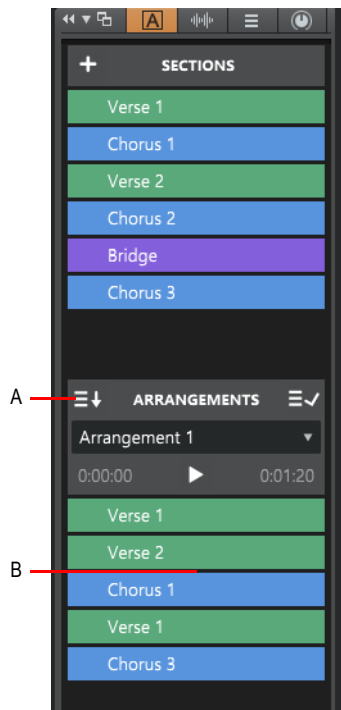 A
SECTIONS
Verse 1
Chorus 1
Verse 2
Chorus 2
Bridge
Chorus 3
A
ARRANGEMENTS
Arrangement 1
0:00:00 0:01:20
Verse 1
Verse 2
B
Chorus 1
Verse 1
Chorus 3